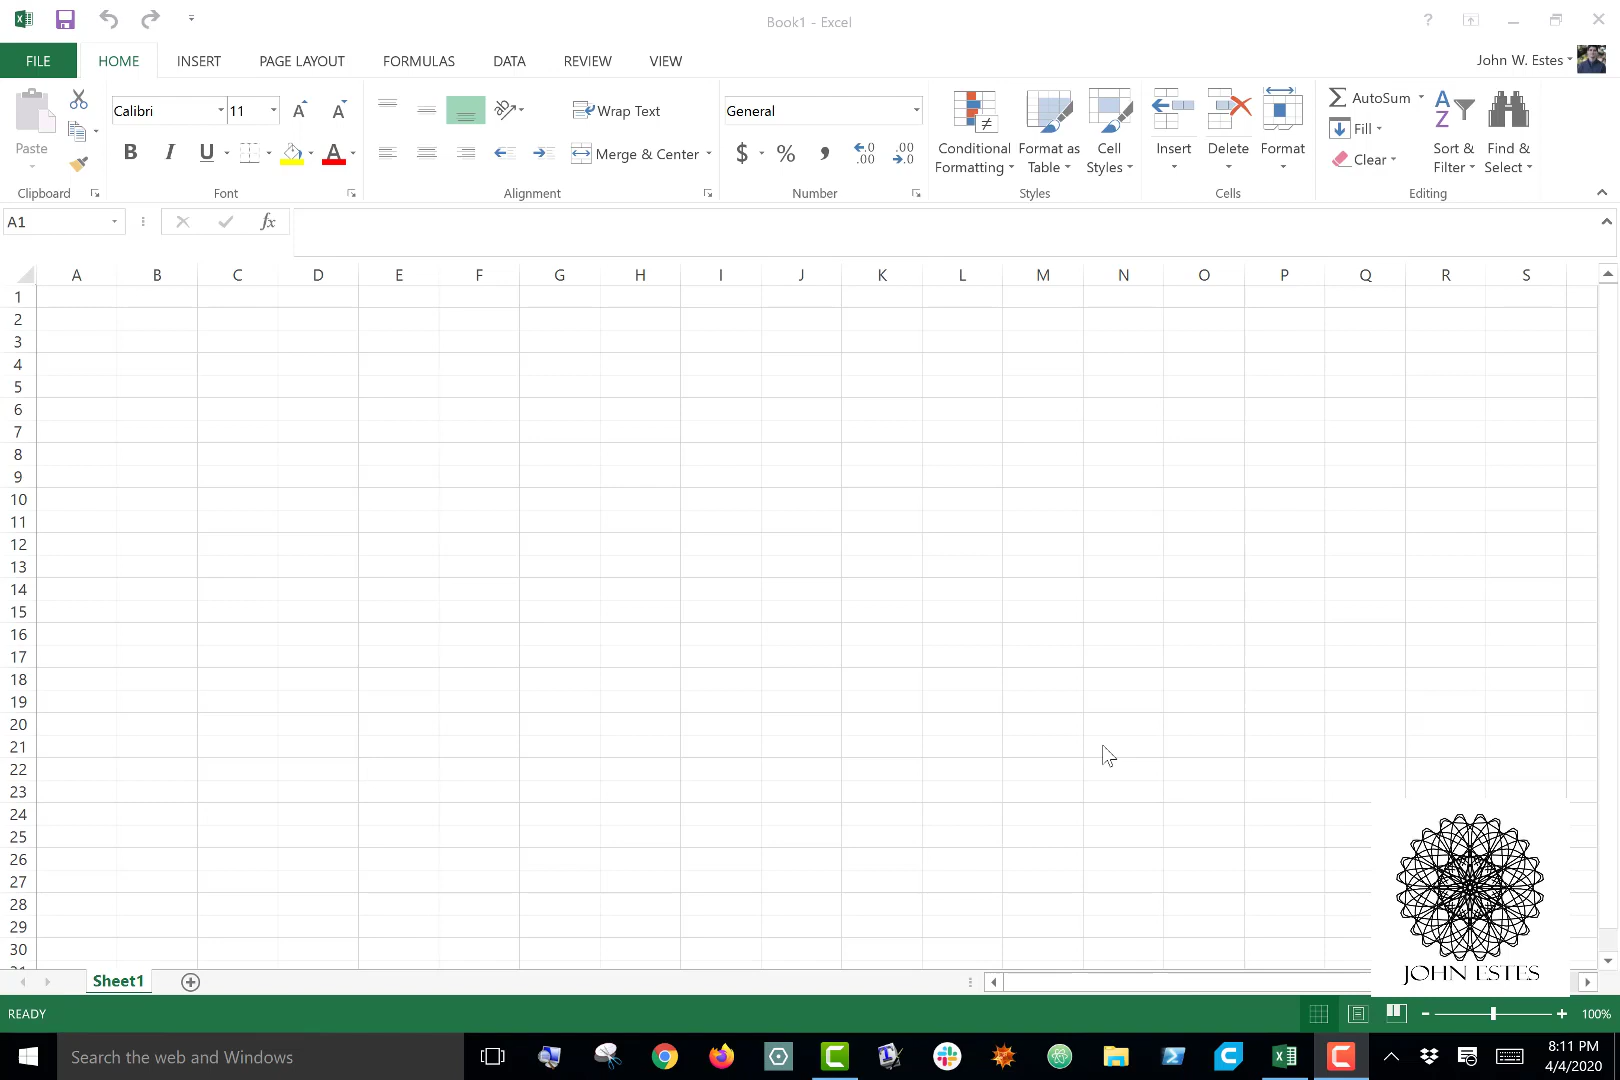 Book1 - Excel
?
FILE HOME INSERT PAGE LAYOUT FORMULAS DATA REVIEW VIEW
John W. Estes
Paste
Clipboard
Calibri 11
A A
B I U A
Font
Wrap Text
Merge & Center
Alignment
General
$ % , .0 .00 .00 .0
Number
Conditional Formatting
Format as Table
Cell Styles
Styles
Insert
Delete
Format
Cells
AutoSum
Fill
Clear
Sort & Filter
Find & Select
Editing
A1
fx
A B C D E F G H I J K L M N O P Q R S
1
2
3
4
5
6
7
8
9
10
11
12
13
14
15
16
17
18
19
20
21
22
23
24
25
26
27
28
29
30
JOHN ESTES
Sheet1
READY
100%
Search the web and Windows
8:11 PM
4/4/2020